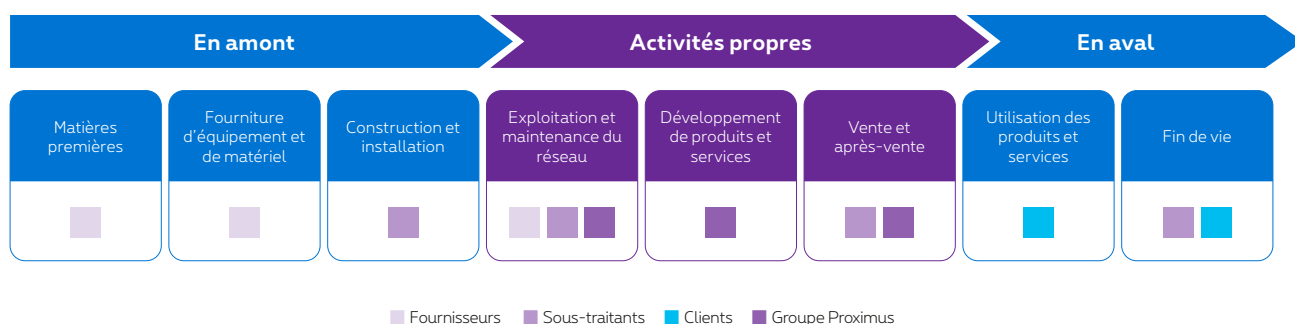 En amont
Activités propres
En aval
Matières
premières
Fourniture
d'équipement et
de matériel
Construction et
installation
Exploitation et
maintenance du
réseau
Développement
de produits et
services
Vente et
après-vente
Utilisation des
produits et
services
Fin de vie
Fournisseurs
Sous-traitants
Clients
Groupe Proximus